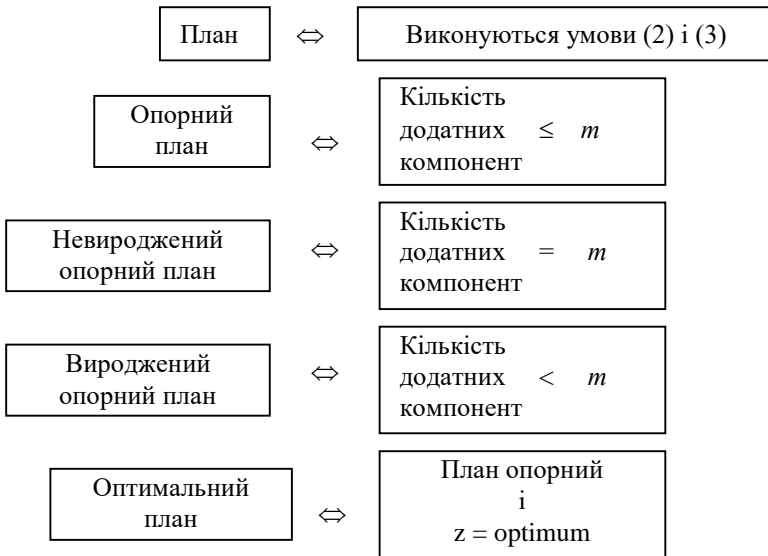 План ⇔ Виконуються умови (2) і (3)
Опорний
план
⇔
Кількість
додатних ≤ m
компонент
Невироджений
опорний план
⇔
Кількість
додатних = m
компонент
Вироджений
опорний план
⇔
Кількість
додатних < m
компонент
Оптимальний
план
⇔
План опорний
і
z = optimum